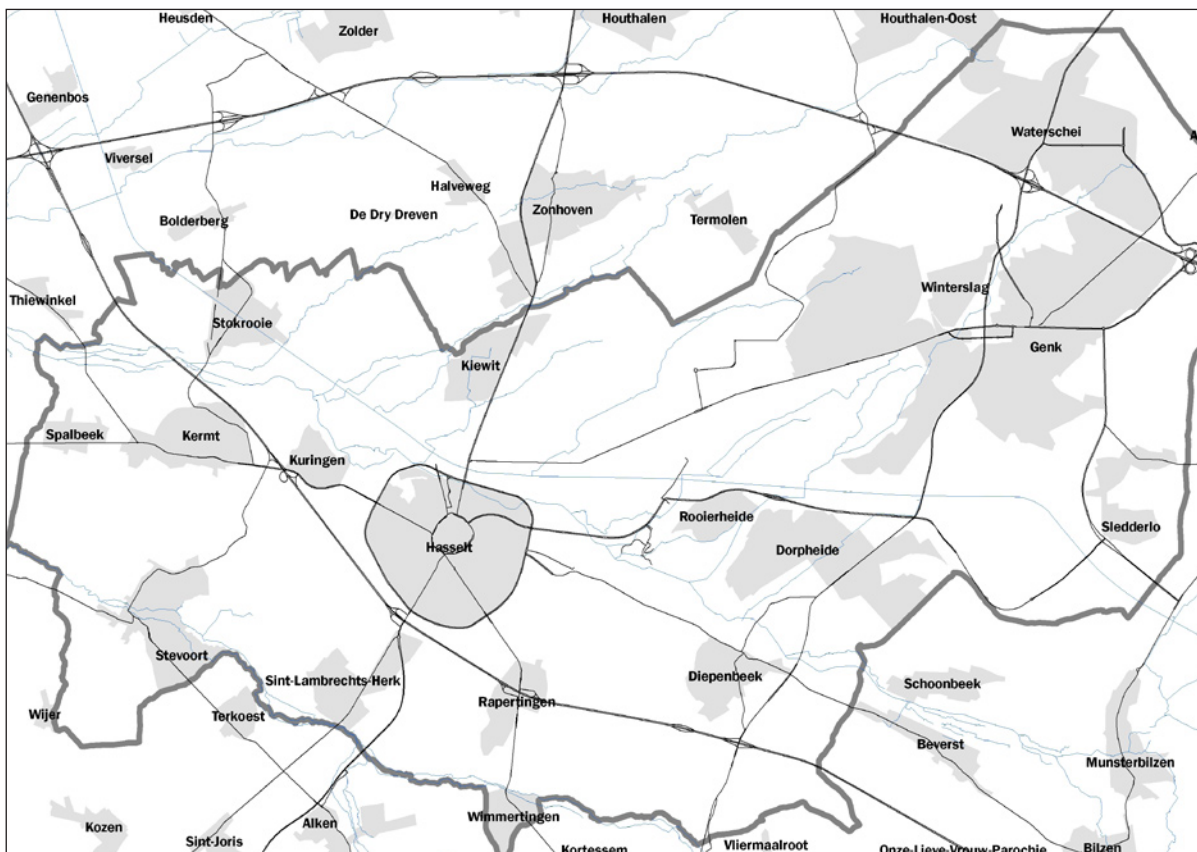 Heusden
Zolder
Houthalen
Houthalen-Oost
Genenbos
Waterschei
A
Viversel
Halveweg
Bolderberg
De Dry Dreven
Zonhoven
Termolen
Winterslag
Thiewinkel
Stokrooie
Genk
Kiewit
Spalbeek
Kermt
Kuringen
Rooierheide
Sledderlo
Hasselt
Dorpheide
Stevoort
Sint-Lambrechts-Herk
Diepenbeek
Schoonbeek
Rapertingen
Wijer
Terkoest
Beverst
Munsterbilzen
Kozen
Alken
Wimmertingen
Sint-Joris
Kortessem
Vliermaalroot
Onze-Lieve-Vrouw-Parochie
Bilzen